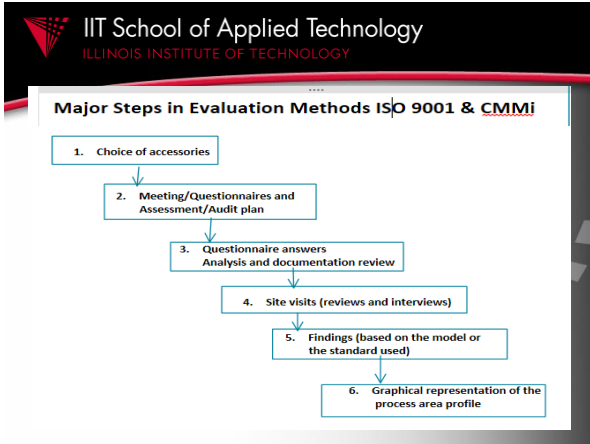 IIT School of Applied Technology
ILLINOIS INSTITUTE OF TECHNOLOGY
Major Steps in Evaluation Methods ISO 9001 & CMMi
1. Choice of accessories
2. Meeting/Questionnaires and
Assessment/Audit plan
3. Questionnaire answers
Analysis and documentation review
4. Site visits (reviews and interviews)
5. Findings (based on the model or
the standard used)
6. Graphical representation of the
process area profile